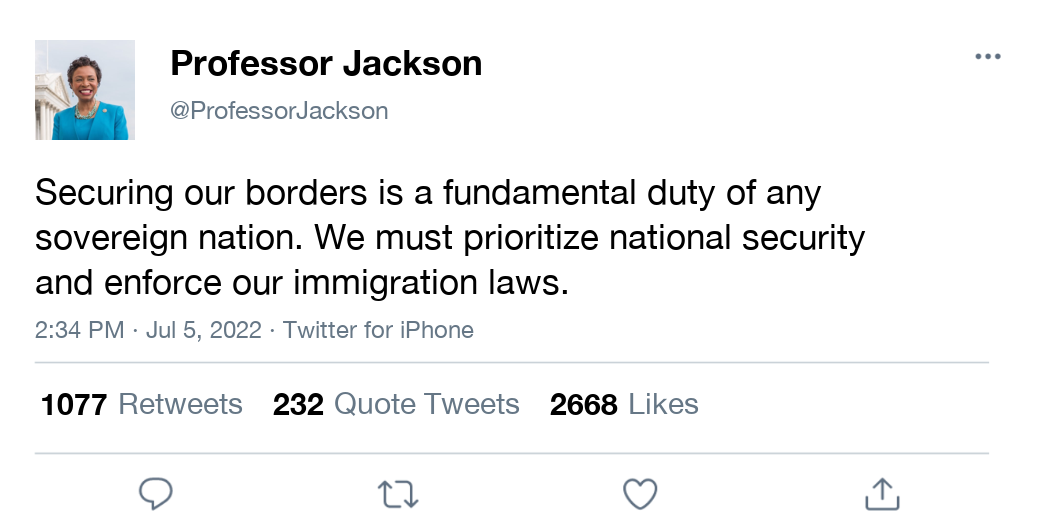 Professor Jackson
@ProfessorJackson
Securing our borders is a fundamental duty of any
sovereign nation. We must prioritize national security
and enforce our immigration laws.
2:34 PM · Jul 5, 2022 · Twitter for iPhone
1077 Retweets 232 Quote Tweets 2668 Likes